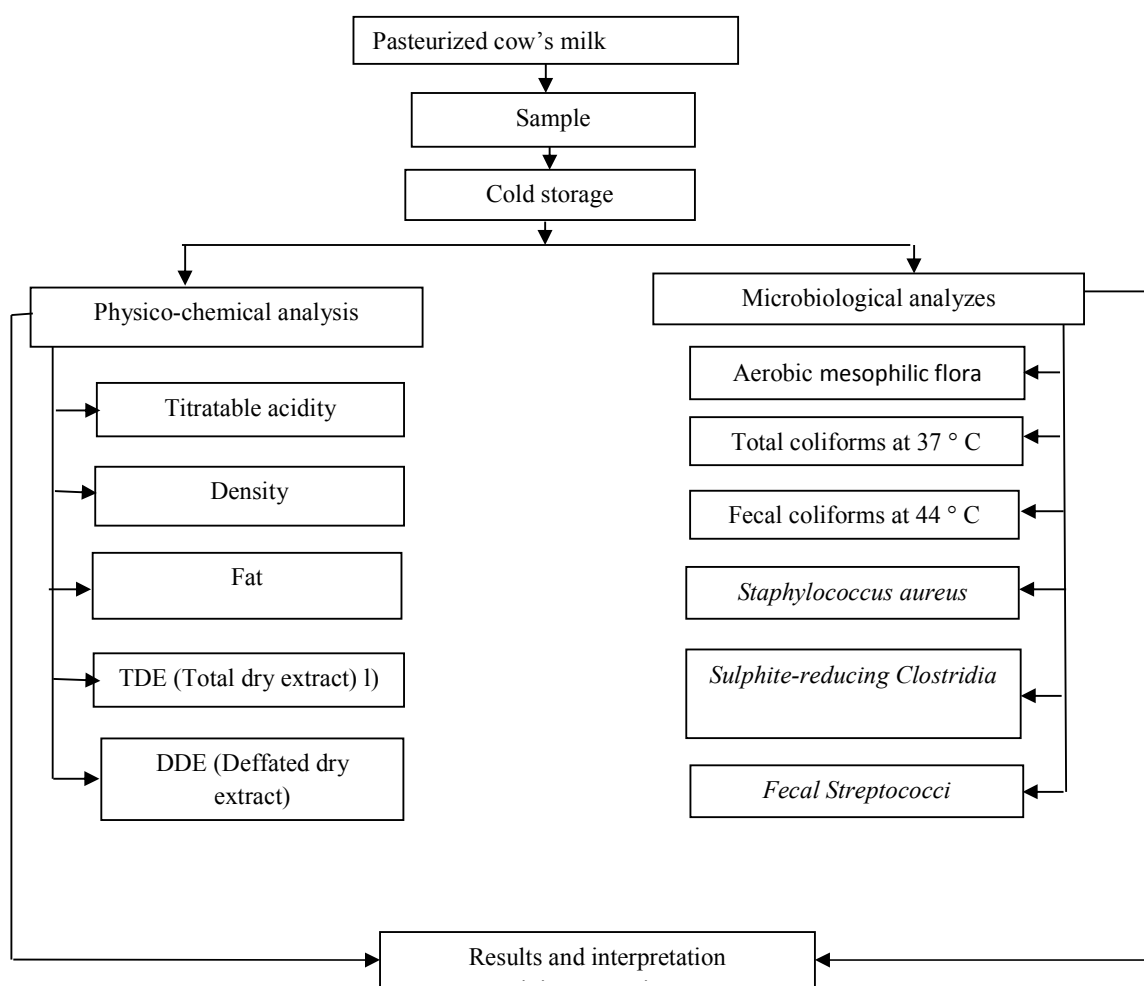 Pasteurized cow’s milk
Sample
Cold storage
Physico-chemical analysis
Titratable acidity
Density
Fat
TDE (Total dry extract) l)
DDE (Deffated dry
extract)
Microbiological analyzes
Aerobic mesophilic flora
Total coliforms at 37 ° C
Fecal coliforms at 44 ° C
Staphylococcus aureus
Sulphite-reducing Clostridia
Fecal Streptococci
Results and interpretation